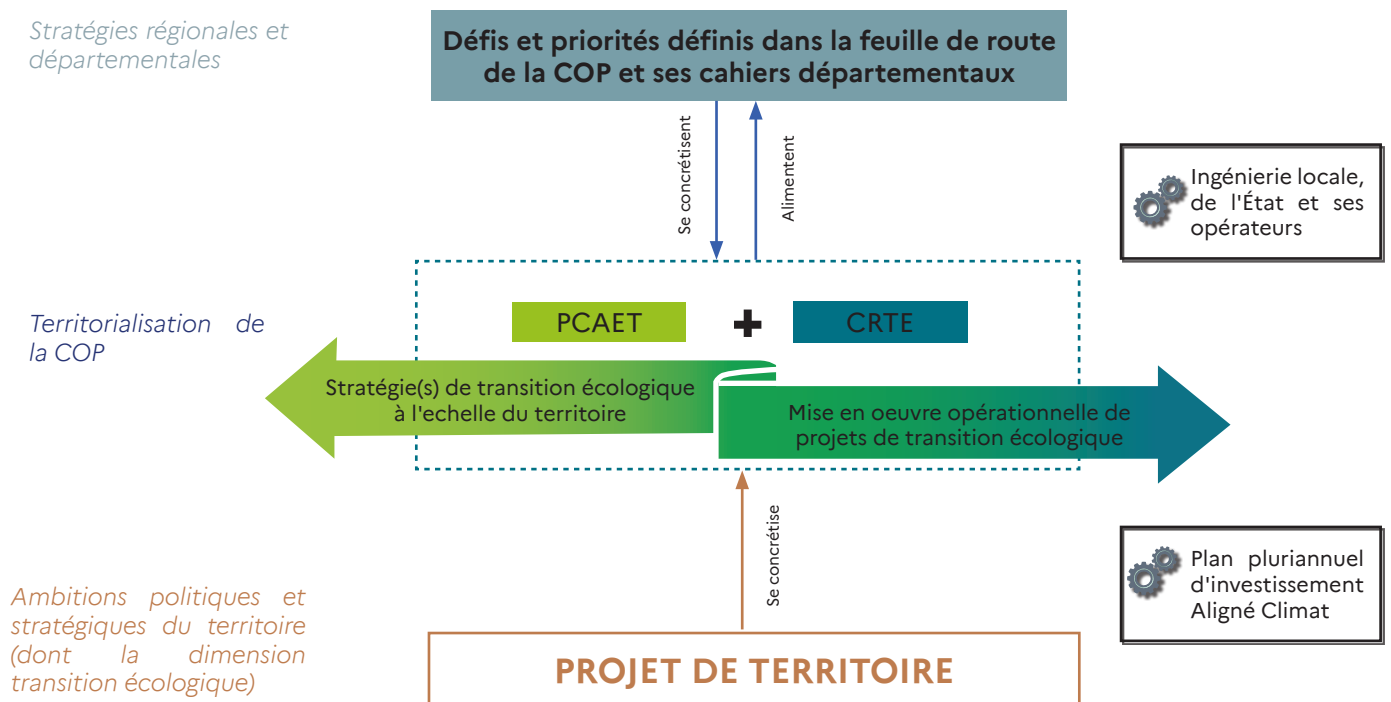 Stratégies régionales et
départementales
Défis et priorités définis dans la feuille de route
de la COP et ses cahiers départementaux
Se concrétisent
Alimentent
Ingénierie locale,
de l'État et ses
opérateurs
Territorialisation de
la COP
PCAET
+
CRTE
Stratégie(s) de transition écologique
à l'echelle du territoire
Mise en oeuvre opérationnelle de
projets de transition écologique
Se concrétise
Plan pluriannuel
d'investissement
Aligné Climat
Ambitions politiques et
stratégiques du territoire
(dont la dimension
transition écologique)
PROJET DE TERRITOIRE